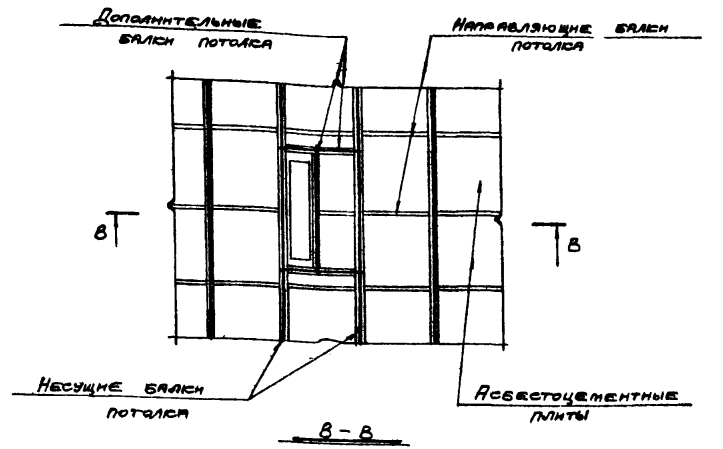 Дополнительные
балки потолка
Направляющие балки
потолка
В
В
Несущие балки
потолка
Асбестоцементные
плиты
В – В